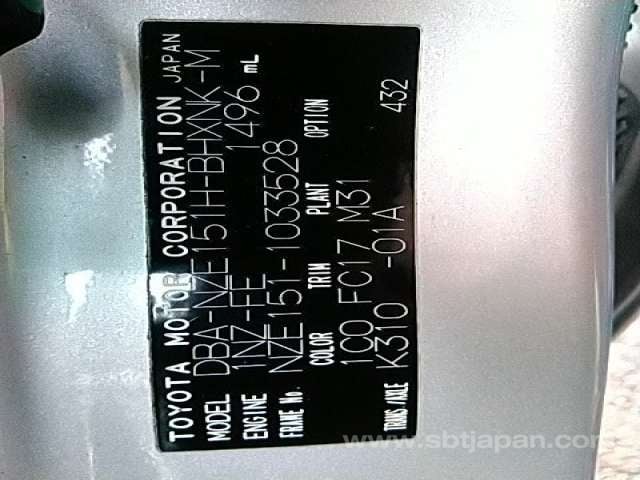 TOYOTA MOTOR CORPORATION JAPAN
MODEL DBA-NZE151H-BHXNK-M
ENGINE 1NZ-FE 1496 mL
FRAME No. NZE151-1033528
COLOR TRIM PLANT OPTION
1C0 FC17 M31 432
TRANS./AXLE K310 -01A
www.sbtjapan.com